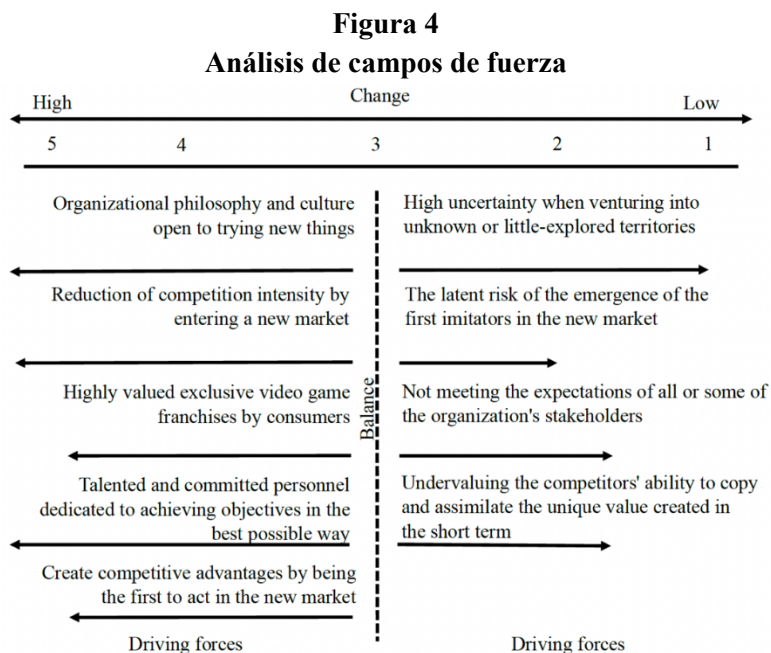 Figura 4
Análisis de campos de fuerza
High
Change
Low
5
4
3
2
1
Organizational philosophy and culture
open to trying new things
High uncertainty when venturing into
unknown or little-explored territories
Reduction of competition intensity by
entering a new market
The latent risk of the emergence of the
first imitators in the new market
Highly valued exclusive video game
franchises by consumers
Balance
Not meeting the expectations of all or some of
the organization's stakeholders
Talented and committed personnel
dedicated to achieving objectives in the
best possible way
Undervaluing the competitors' ability to copy
and assimilate the unique value created in
the short term
Create competitive advantages by being
the first to act in the new market
Driving forces
Driving forces